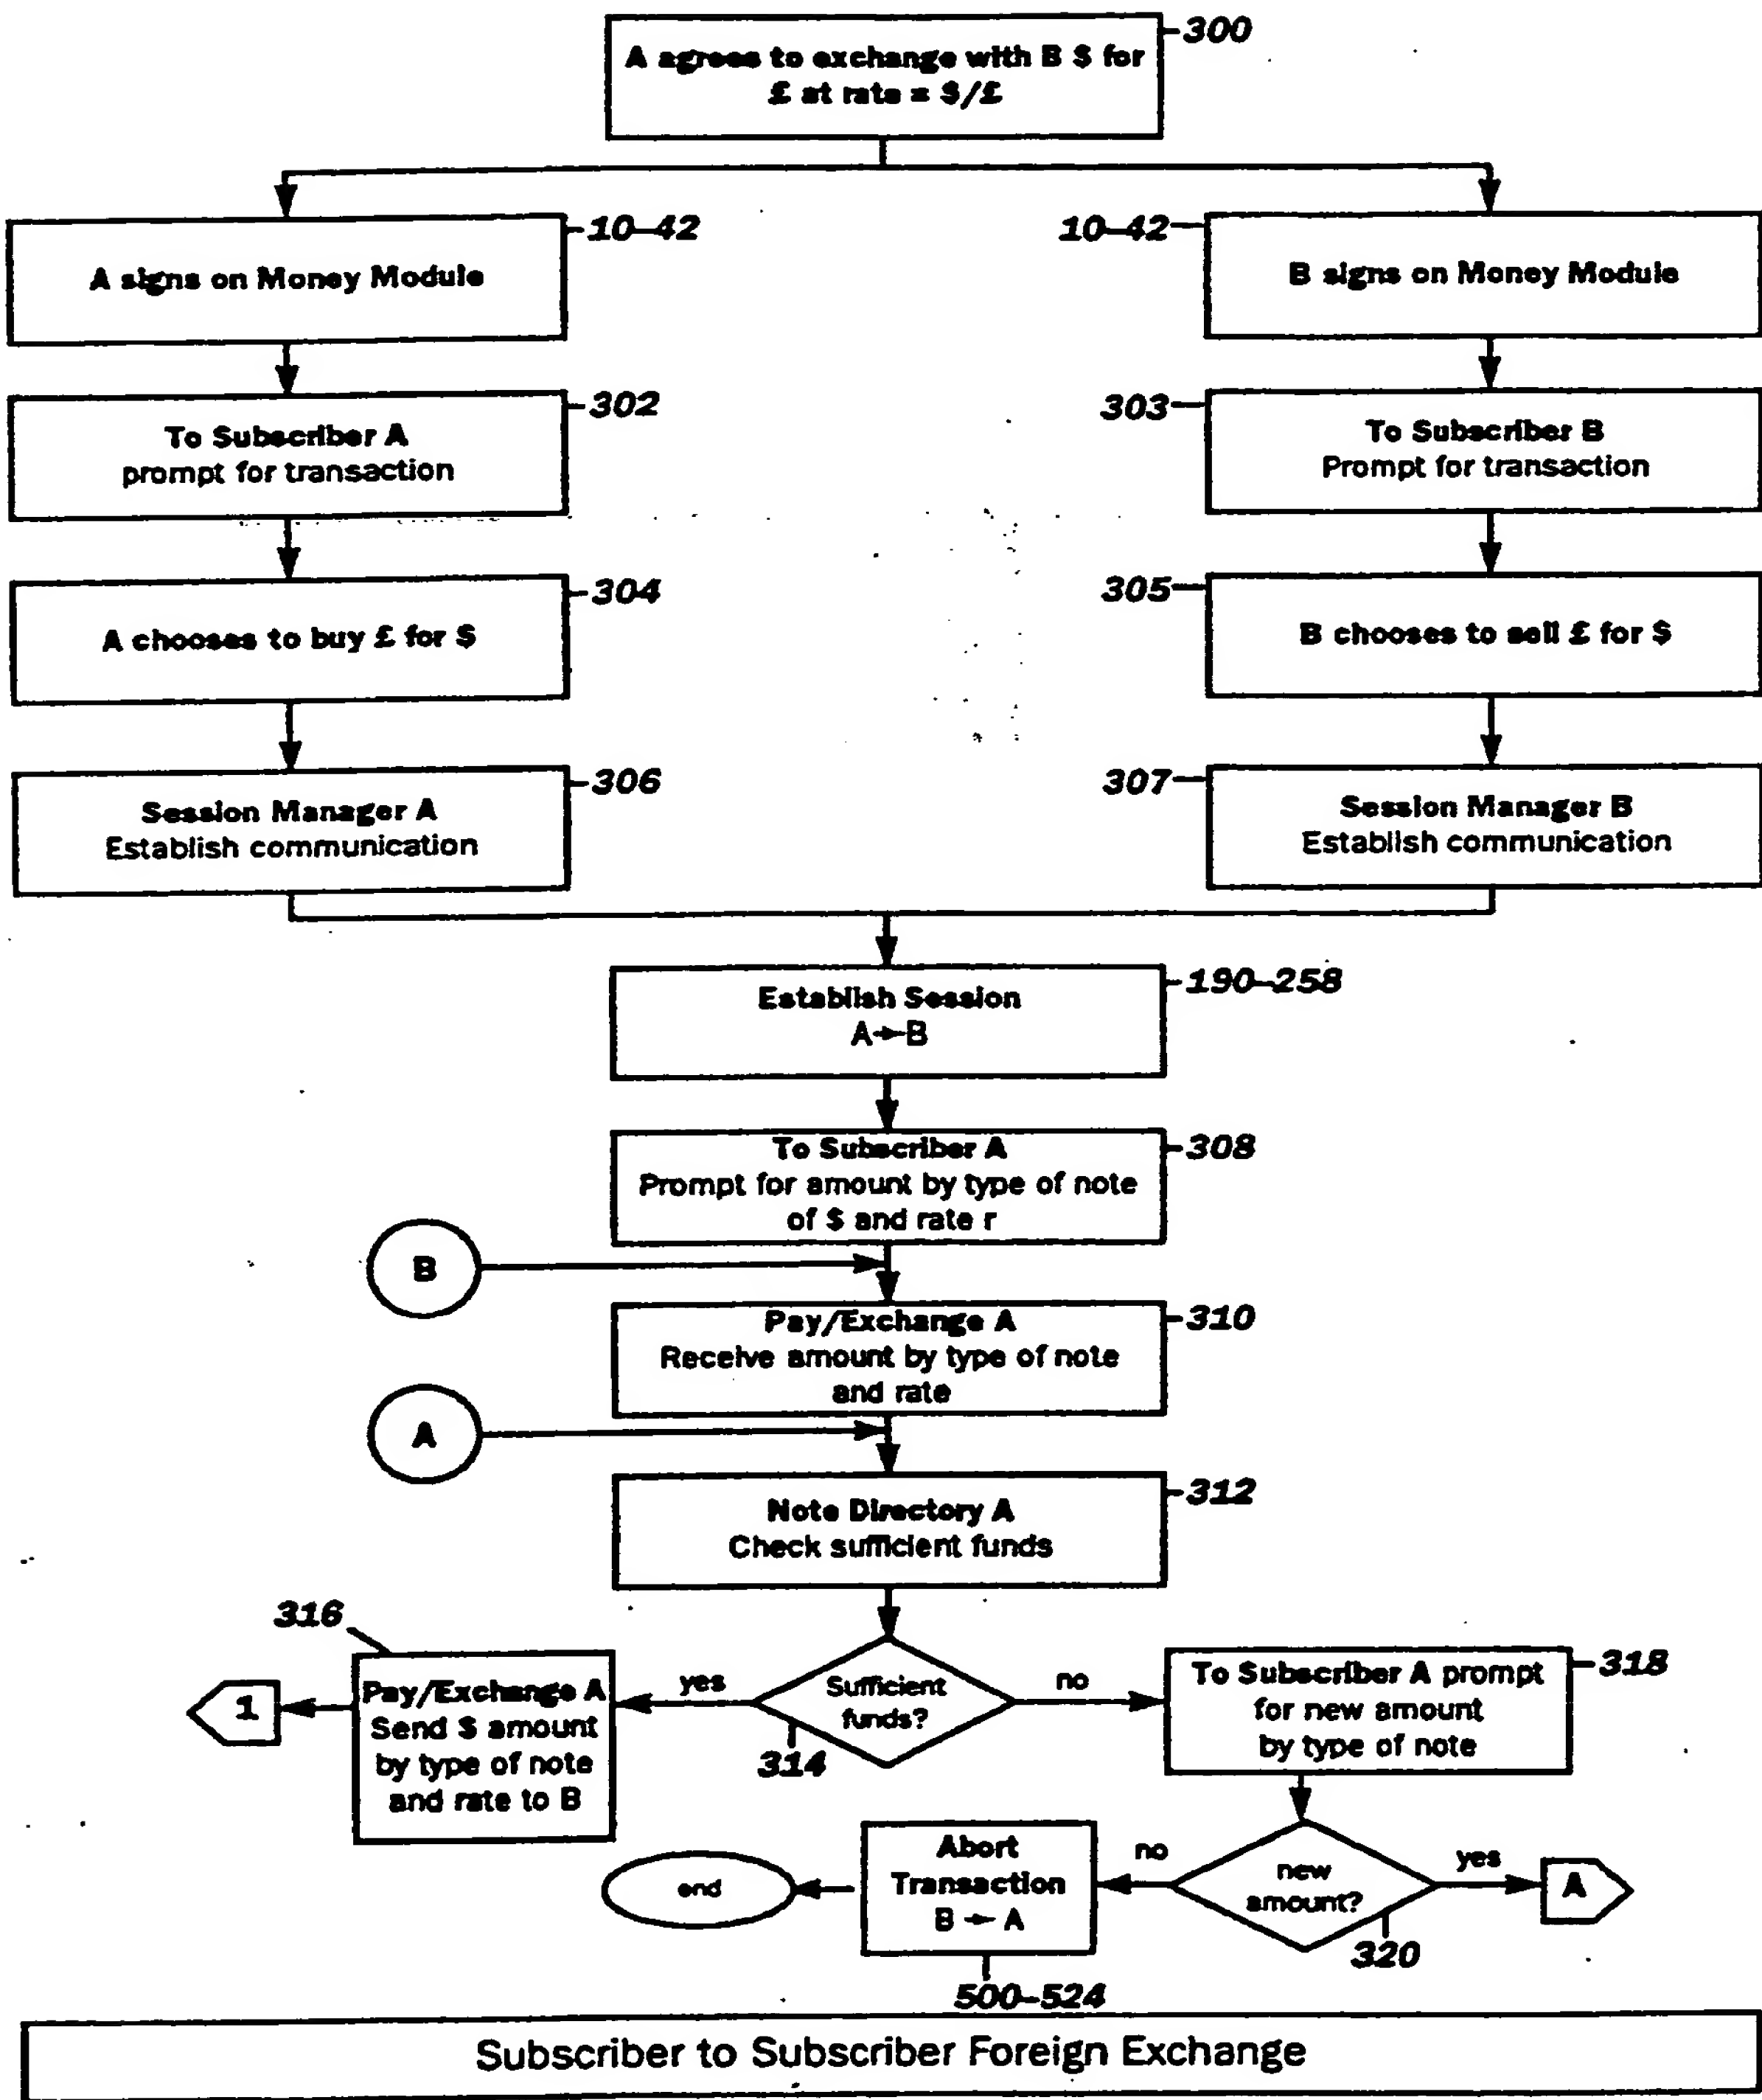 300
A agrees to exchange with B $ for
£ at rate = $/£
10–42
A signs on Money Module
10–42
B signs on Money Module
302
To Subscriber A
prompt for transaction
303
To Subscriber B
Prompt for transaction
304
A chooses to buy £ for $
305
B chooses to sell £ for $
306
Session Manager A
Establish communication
307
Session Manager B
Establish communication
190–258
Establish Session
A→B
308
To Subscriber A
Prompt for amount by type of note
of $ and rate r
B
310
Pay/Exchange A
Receive amount by type of note
and rate
A
312
Note Directory A
Check sufficient funds
316
1
Pay/Exchange A
Send $ amount
by type of note
and rate to B
yes
Sufficient
funds?
314
no
318
To Subscriber A prompt
for new amount
by type of note
end
Abort
Transaction
B → A
500–524
no
new
amount?
320
yes
A
Subscriber to Subscriber Foreign Exchange